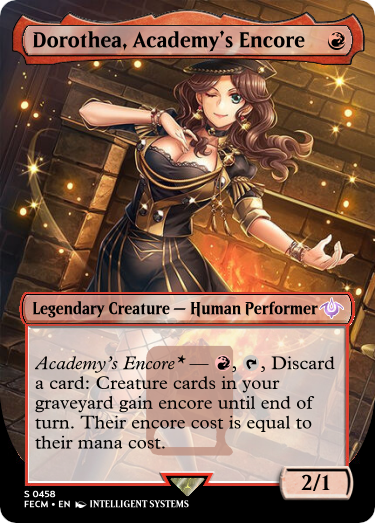 Dorothea, Academy's Encore
Legendary Creature — Human Performer
Academy's Encore* — , , Discard
a card: Creature cards in your
graveyard gain encore until end of
turn. Their encore cost is equal to
their mana cost.
2/1
S 0458
FECM • EN INTELLIGENT SYSTEMS